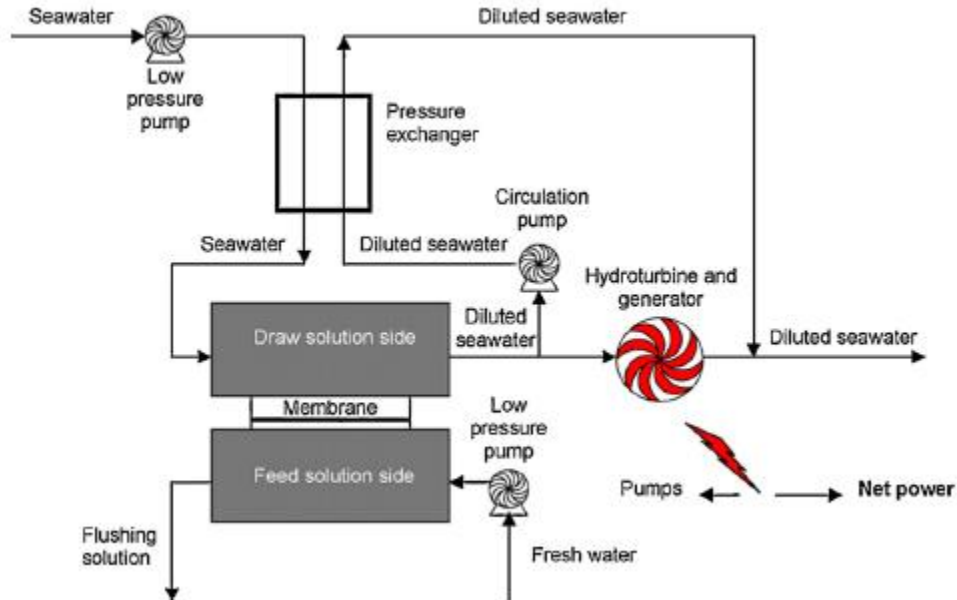 Seawater
Diluted seawater
Low
pressure
pump
Pressure
exchanger
Circulation
pump
Seawater
Diluted seawater
Hydroturbine and
generator
Draw solution side
Diluted
seawater
Diluted seawater
Membrane
Low
pressure
pump
Feed solution side
Pumps
Net power
Flushing
solution
Fresh water